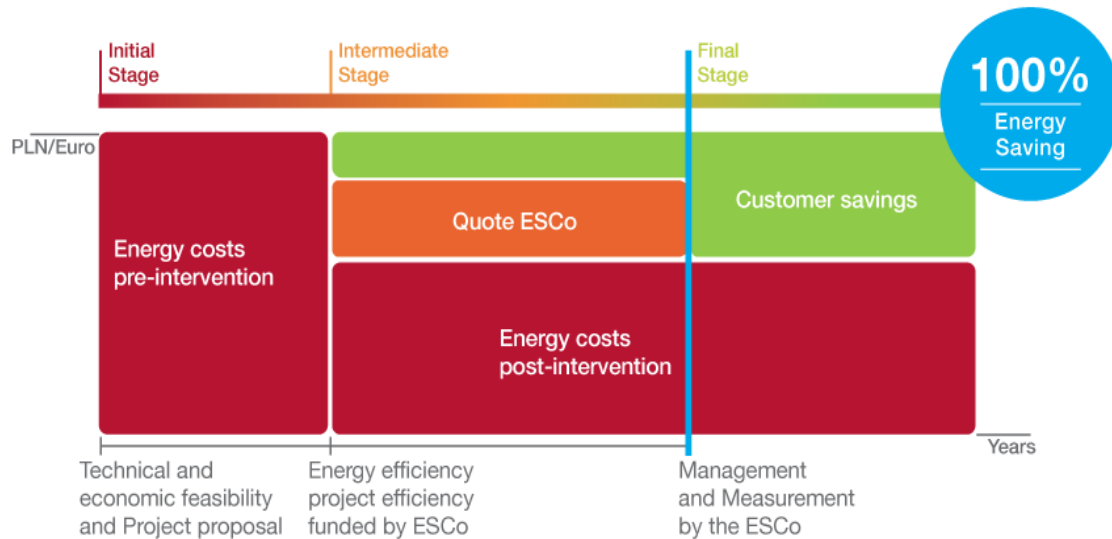 Initial
Stage
Intermediate
Stage
Final
Stage
100%
Energy
Saving
PLN/Euro
Energy costs
pre-intervention
Quote ESCo
Customer savings
Energy costs
post-intervention
Years
Technical and
economic feasibility
and Project proposal
Energy efficiency
project efficiency
funded by ESCo
Management
and Measurement
by the ESCo